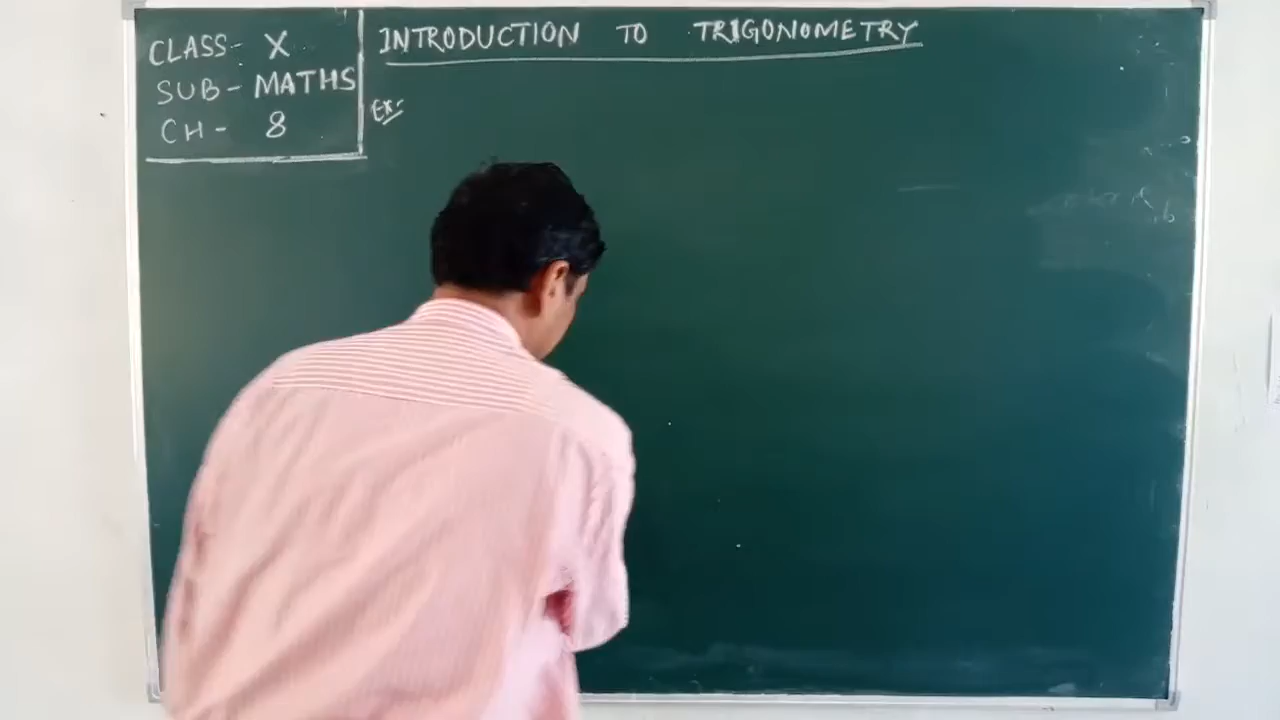 CLASS- X
SUB- MATHS
CH- 8
INTRODUCTION TO TRIGONOMETRY
Ex:-